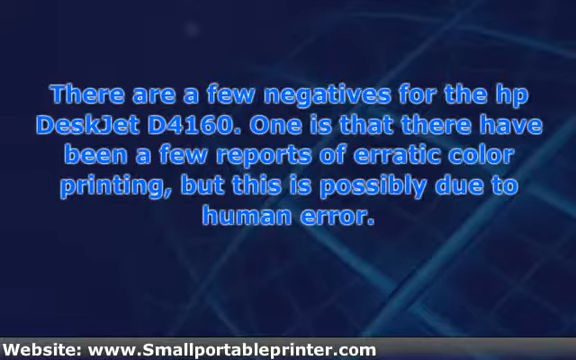 There are a few negatives for the hp
DeskJet D4160. One is that there have
been a few reports of erratic color
printing, but this is possibly due to
human error.
Website: www.Smallportableprinter.com